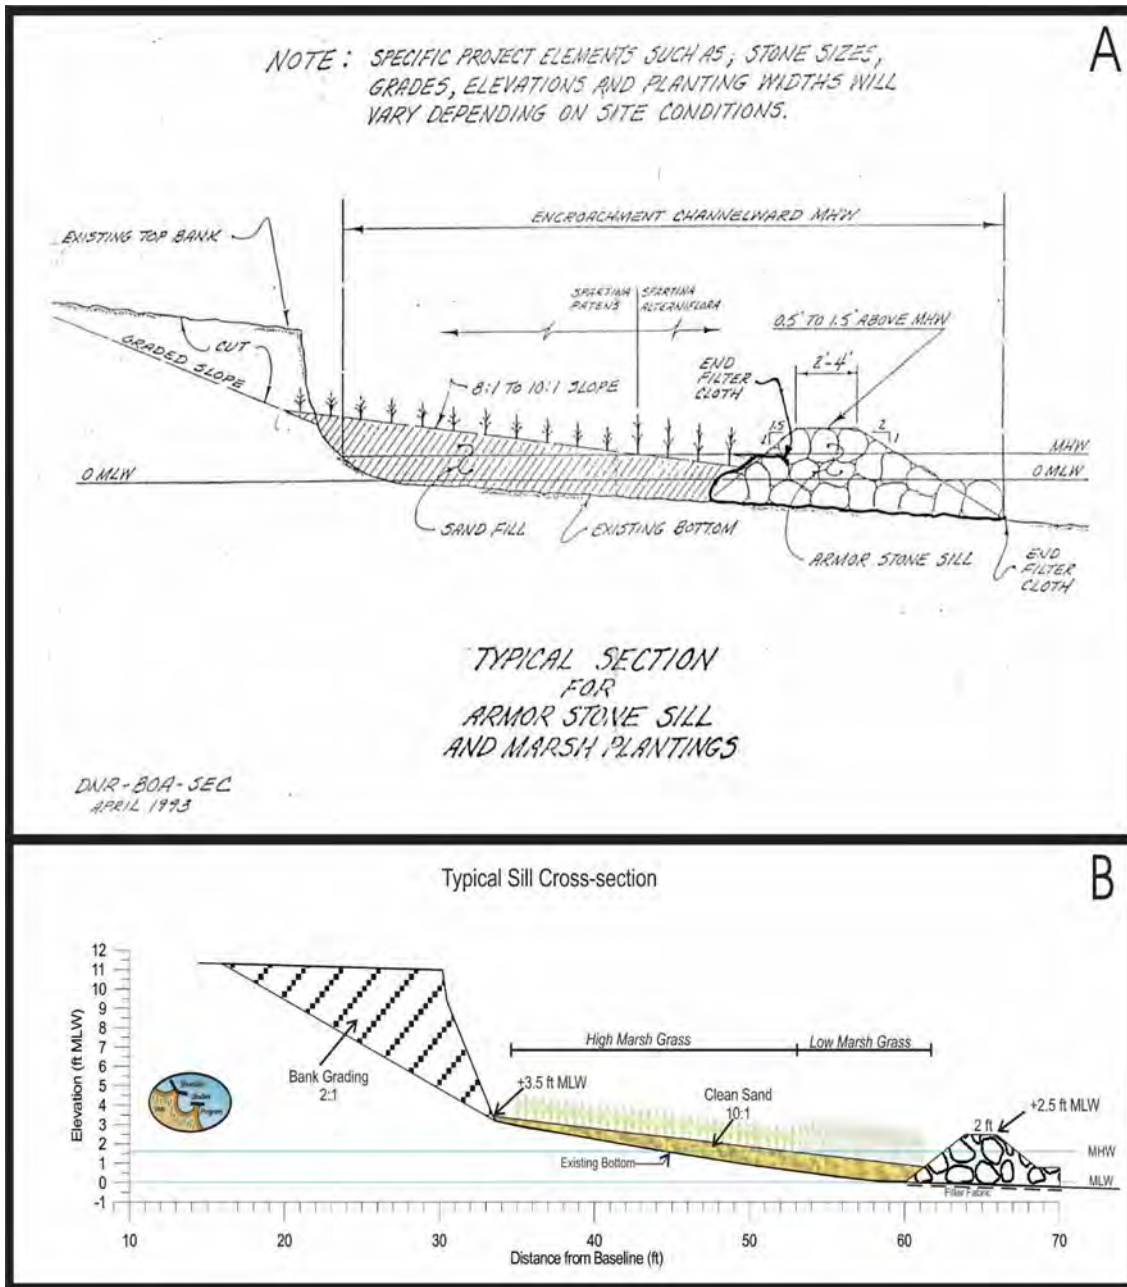 A
NOTE: SPECIFIC PROJECT ELEMENTS SUCH AS; STONE SIZES,
GRADES, ELEVATIONS AND PLANTING WIDTHS WILL
VARY DEPENDING ON SITE CONDITIONS.
ENCROACHMENT CHANNELWARD MHW
EXISTING TOP BANK
SPARTINA
PATENS
SPARTINA
ALTERNIFLORA
0.5' TO 1.5' ABOVE MHW
CUT
GRADED SLOPE
8:1 TO 10:1 SLOPE
END
FILTER
CLOTH
2'-4'
1.5
1
2
1
MHW
0 MLW
0 MLW
SAND FILL
EXISTING BOTTOM
ARMOR STONE SILL
END
FILTER
CLOTH
TYPICAL SECTION
FOR
ARMOR STONE SILL
AND MARSH PLANTINGS
DNR-BOA-SEC
APRIL 1993
B
Typical Sill Cross-section
Elevation (ft MLW)
12
11
10
9
8
7
6
5
4
3
2
1
0
-1
High Marsh Grass
Low Marsh Grass
Bank Grading
2:1
+3.5 ft MLW
Clean Sand
10:1
Existing Bottom
2 ft
+2.5 ft MLW
MHW
MLW
Filter Fabric
Shoreline
Studies
Program
10
20
30
40
50
60
70
Distance from Baseline (ft)